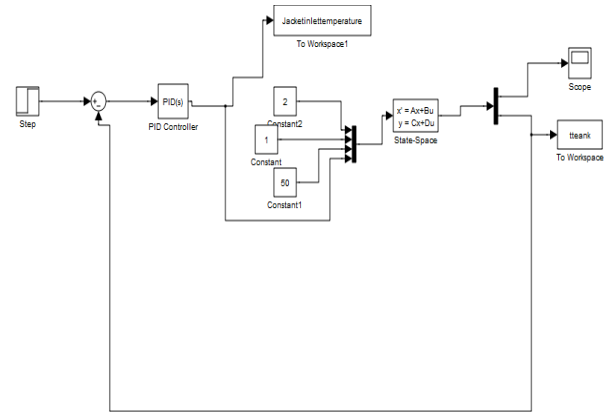 Jacketinlettemperature
To Workspace1
Step
+
-
PID(s)
PID Controller
2
Constant2
1
Constant
50
Constant1
x' = Ax+Bu
y = Cx+Du
State-Space
Scope
tteank
To Workspace